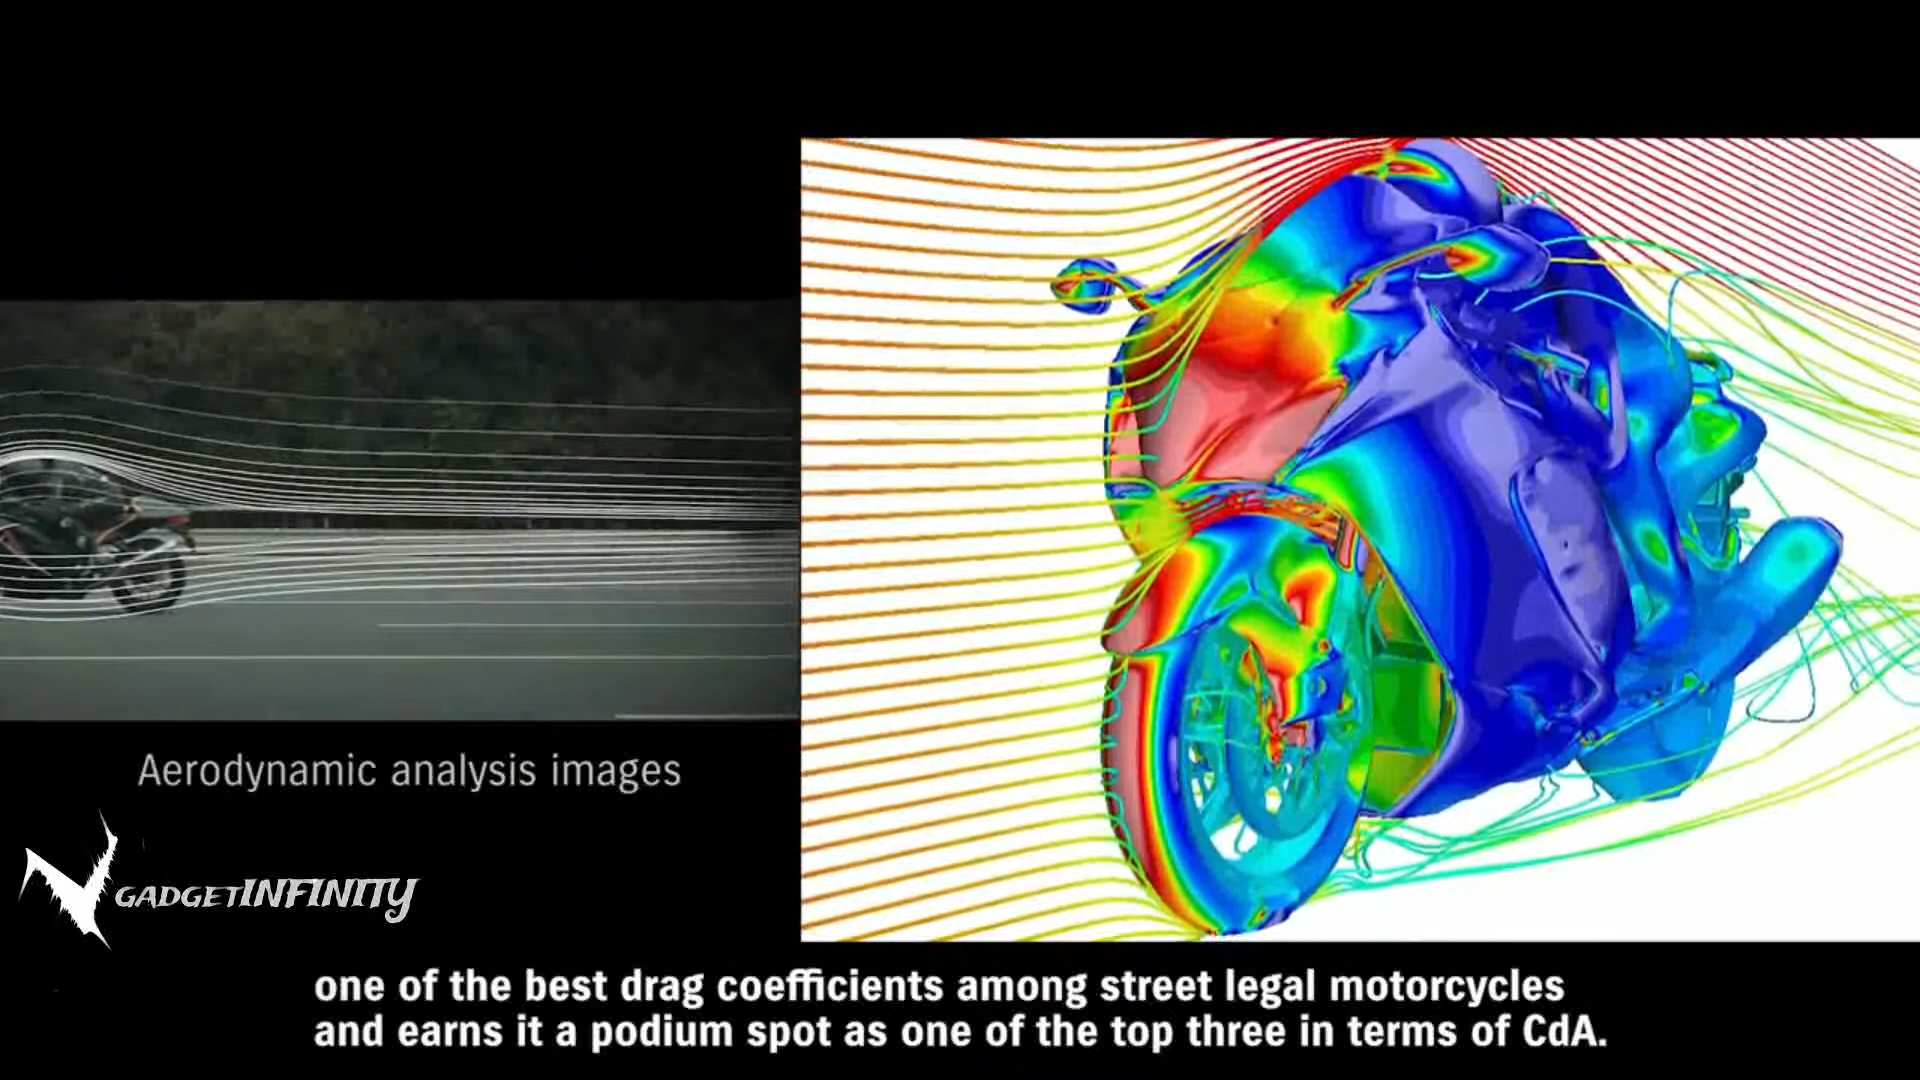 Aerodynamic analysis images
GADGETINFINITY
one of the best drag coefficients among street legal motorcycles
and earns it a podium spot as one of the top three in terms of CdA.